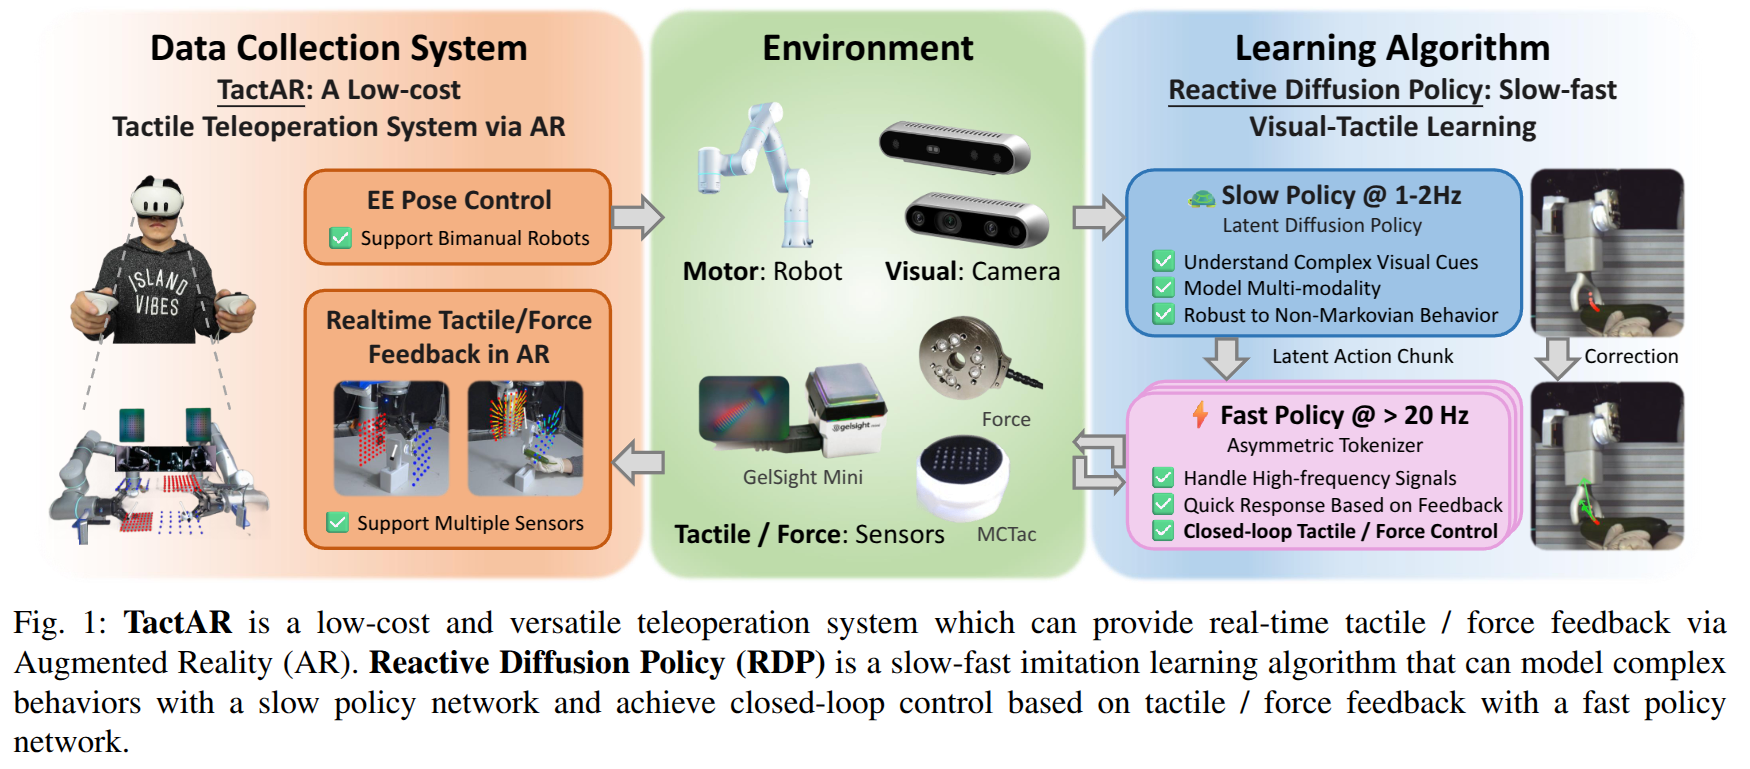 Data Collection System
TactAR: A Low-cost
Tactile Teleoperation System via AR
EE Pose Control
Support Bimanual Robots
ISLAND
VIBES
Realtime Tactile/Force
Feedback in AR
Support Multiple Sensors
Environment
Motor: Robot
Visual: Camera
Force
gelsight
GelSight Mini
MCTac
Tactile / Force: Sensors
Learning Algorithm
Reactive Diffusion Policy: Slow-fast
Visual-Tactile Learning
Slow Policy @ 1-2Hz
Latent Diffusion Policy
Understand Complex Visual Cues
Model Multi-modality
Robust to Non-Markovian Behavior
Latent Action Chunk
Correction
Fast Policy @ > 20 Hz
Asymmetric Tokenizer
Handle High-frequency Signals
Quick Response Based on Feedback
Closed-loop Tactile / Force Control
Fig. 1: TactAR is a low-cost and versatile teleoperation system which can provide real-time tactile / force feedback via
Augmented Reality (AR). Reactive Diffusion Policy (RDP) is a slow-fast imitation learning algorithm that can model complex
behaviors with a slow policy network and achieve closed-loop control based on tactile / force feedback with a fast policy
network.